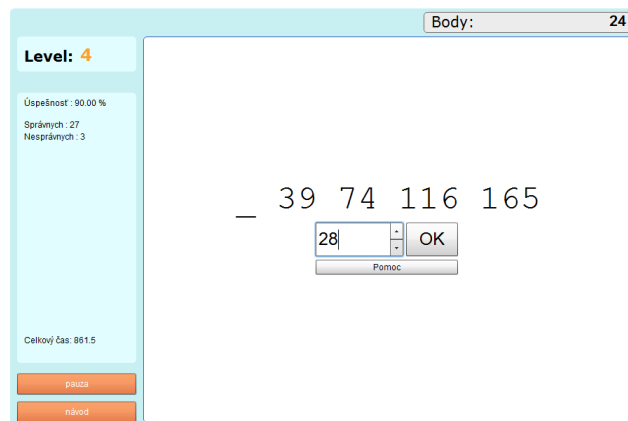 Body: 24
Level: 4
Úspešnosť : 90.00 %
Správnych : 27
Nesprávnych : 3
_ 39 74 116 165
28
OK
Pomoc
Celkový čas: 861.5
pauza
návod